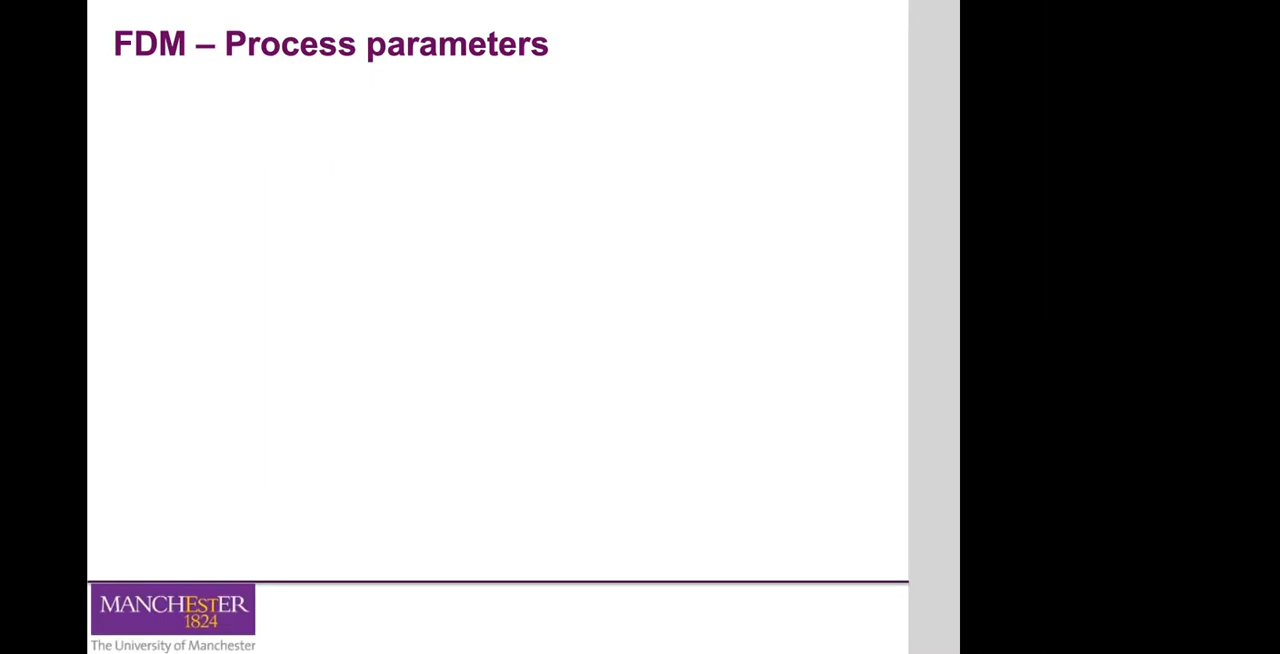 FDM – Process parameters
MANCHESTER
1824
The University of Manchester